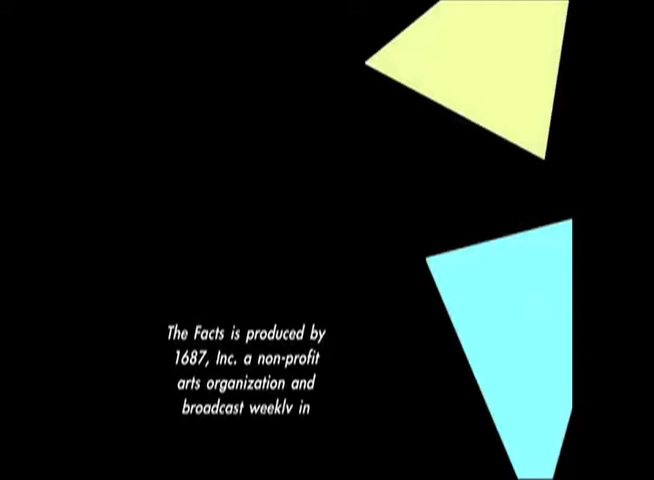 The Facts is produced by
1687, Inc. a non-profit
arts organization and
broadcast weekly in